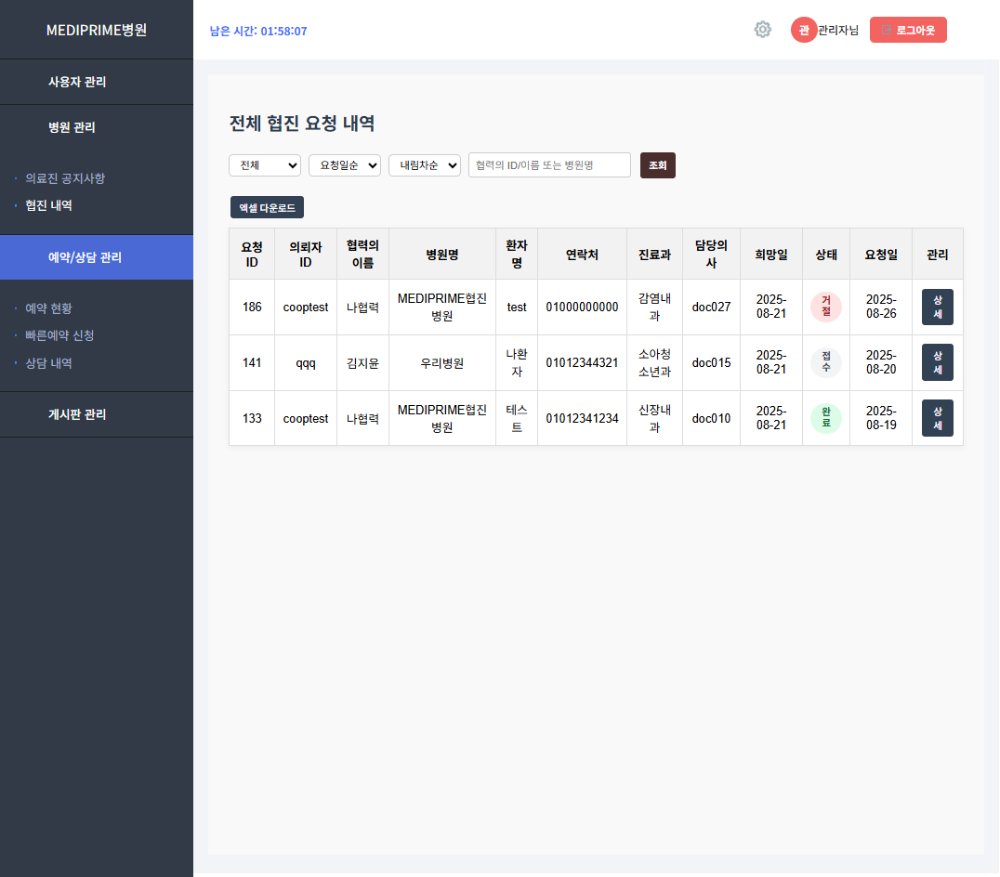 MEDIPRIME병원
남은 시간: 01:58:07
관 관리자님
로그아웃
사용자 관리
병원 관리
· 의료진 공지사항
· 협진 내역
예약/상담 관리
· 예약 현황
· 빠른예약 신청
· 상담 내역
게시판 관리
전체 협진 요청 내역
전체 요청일순 내림차순 협력의 ID/이름 또는 병원명 조회
엑셀 다운로드
요청 ID 의뢰자 ID 협력의 이름 병원명 환자명 연락처 진료과 담당의사 희망일 상태 요청일 관리
186 cooptest 나협력 MEDIPRIME협진병원 test 01000000000 감염내과 doc027 2025-08-21 거절 2025-08-26 상세
141 qqq 김지윤 우리병원 나환자 01012344321 소아청소년과 doc015 2025-08-21 접수 2025-08-20 상세
133 cooptest 나협력 MEDIPRIME협진병원 테스트 01012341234 신장내과 doc010 2025-08-21 완료 2025-08-19 상세